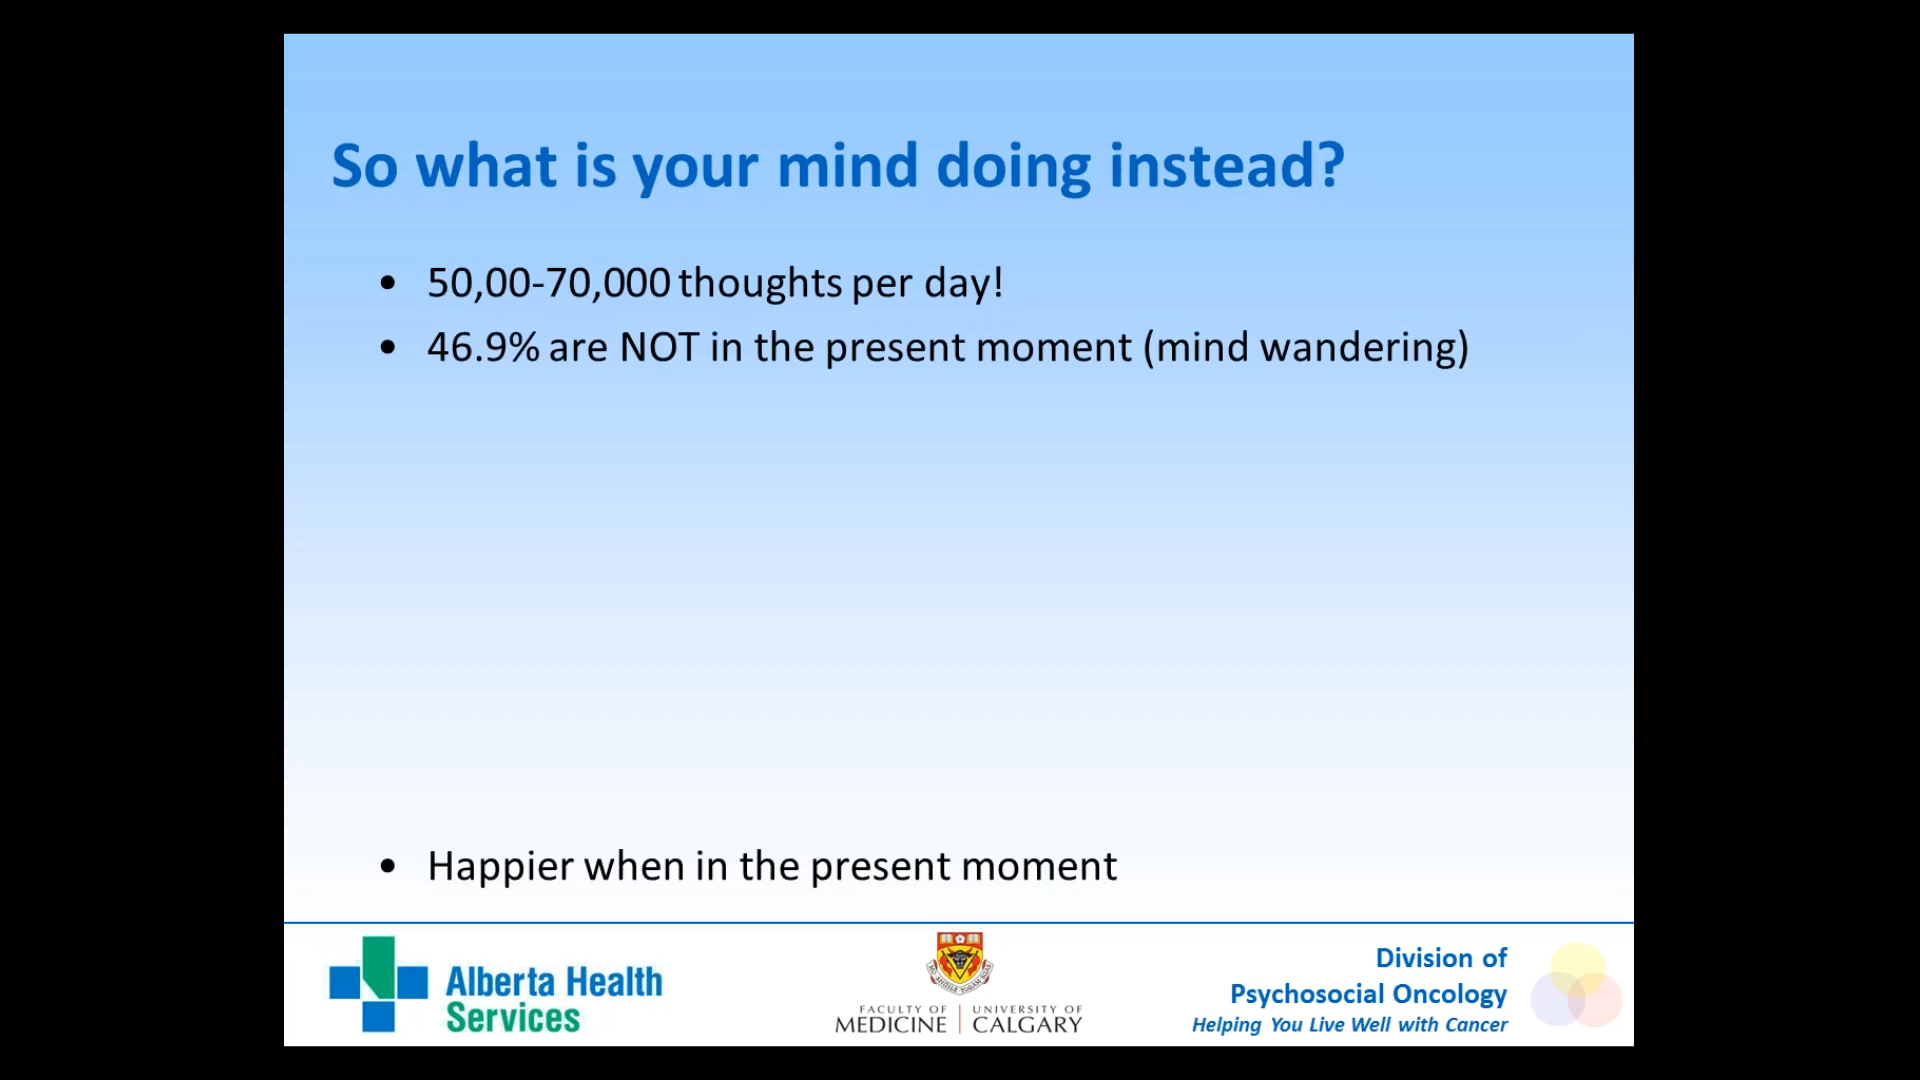 So what is your mind doing instead?
• 50,00-70,000 thoughts per day!
• 46.9% are NOT in the present moment (mind wandering)
• Happier when in the present moment
Alberta Health
Services
FACULTY OF
MEDICINE
UNIVERSITY OF
CALGARY
Division of
Psychosocial Oncology
Helping You Live Well with Cancer